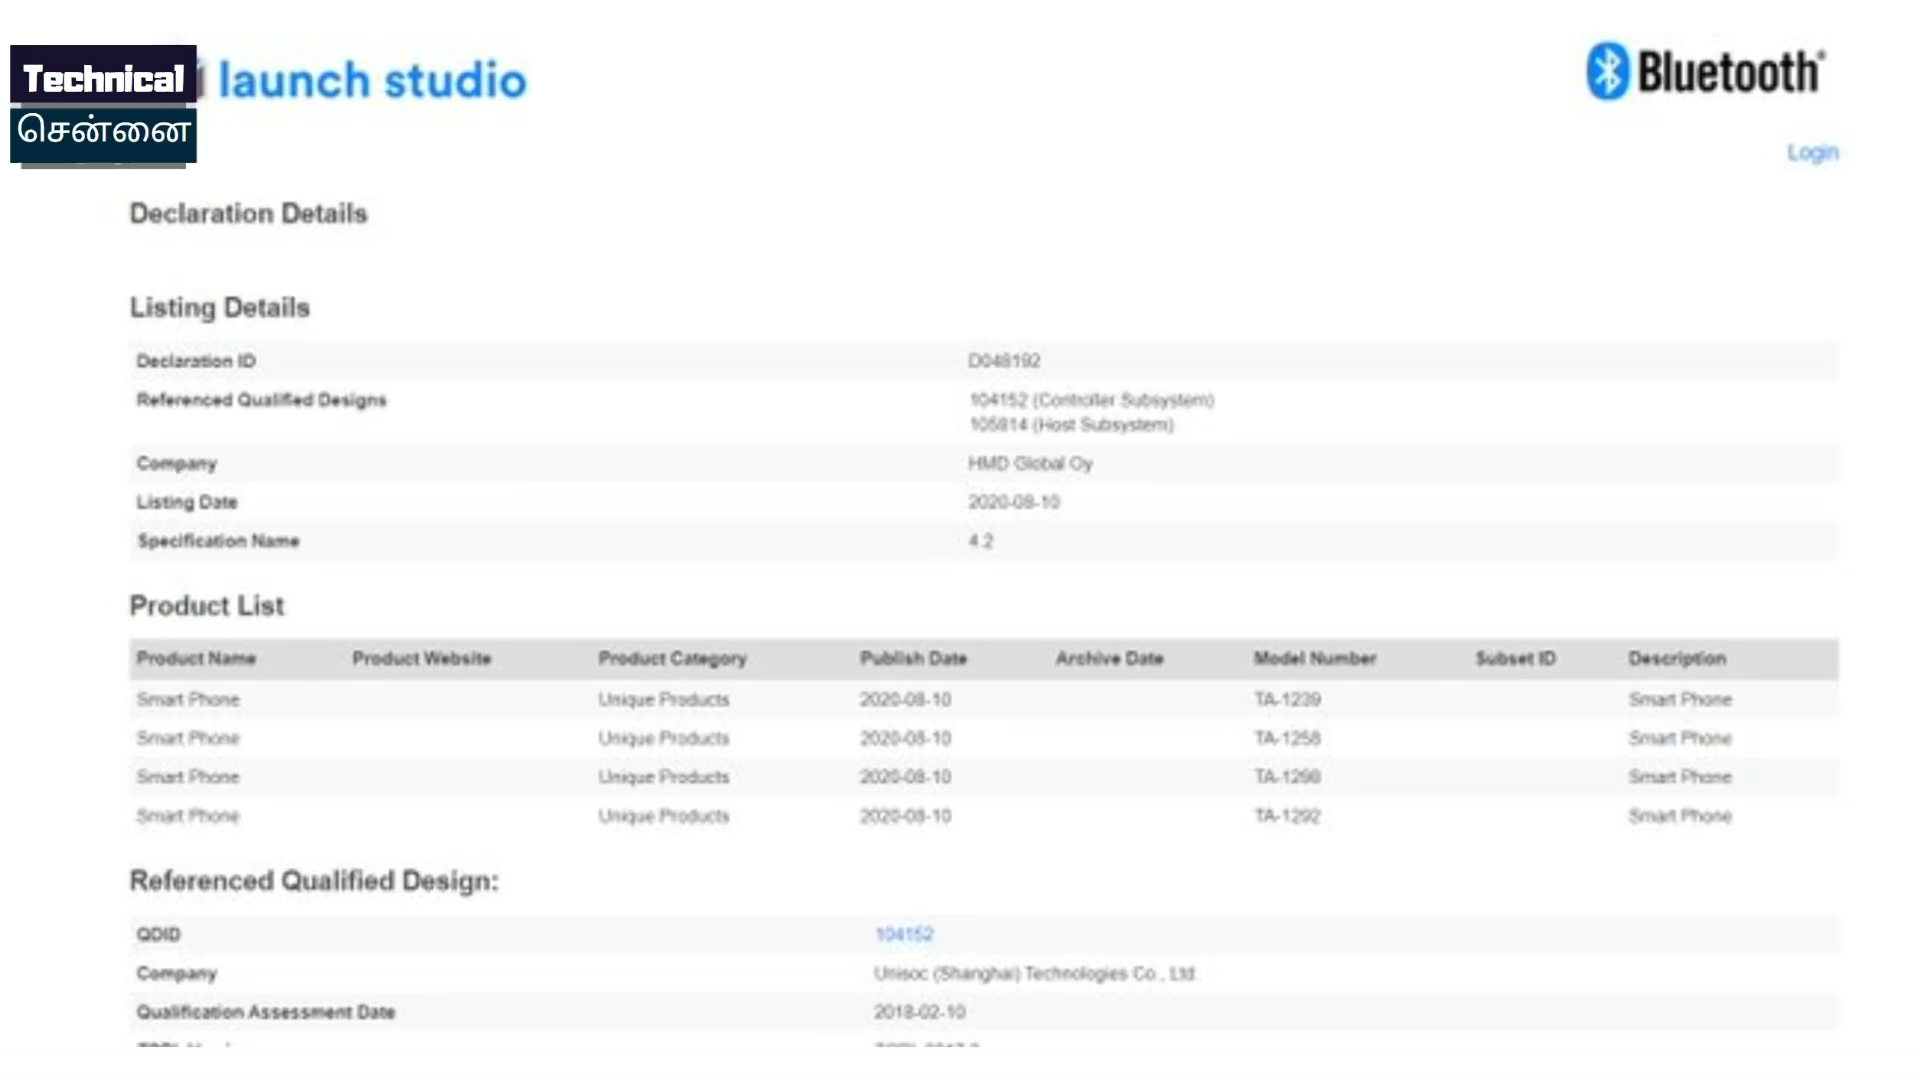 Technical
சென்னை
launch studio
Bluetooth®
Login
Declaration Details
Listing Details
Declaration ID D048192
Referenced Qualified Designs 104152 (Controller Subsystem)
105814 (Host Subsystem)
Company HMD Global Oy
Listing Date 2020-08-10
Specification Name 4.2
Product List
Product Name Product Website Product Category Publish Date Archive Date Model Number Subset ID Description
Smart Phone Unique Products 2020-08-10 TA-1239 Smart Phone
Smart Phone Unique Products 2020-08-10 TA-1258 Smart Phone
Smart Phone Unique Products 2020-08-10 Smart Phone
Smart Phone Unique Products 2020-08-10 TA-1292 Smart Phone
Referenced Qualified Design:
QDID 104152
Company Unisoc (Shanghai) Technologies Co., Ltd.
Qualification Assessment Date 2018-02-10